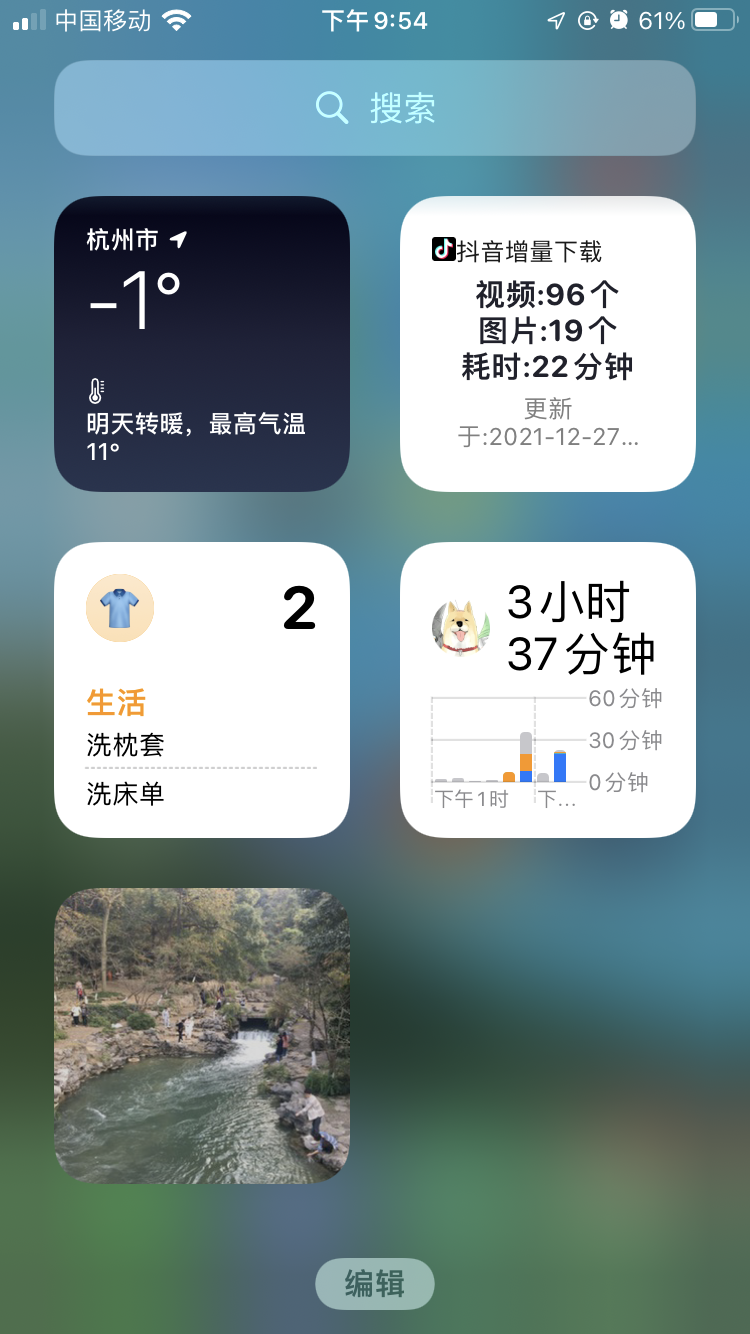 中国移动 下午9:54 61%
搜索
杭州市
-1°
明天转暖，最高气温
11°
抖音增量下载
视频:96个
图片:19个
耗时:22分钟
更新
于:2021-12-27...
2
生活
洗枕套
洗床单
3小时
37分钟
60分钟
30分钟
0分钟
下午1时 下...
编辑